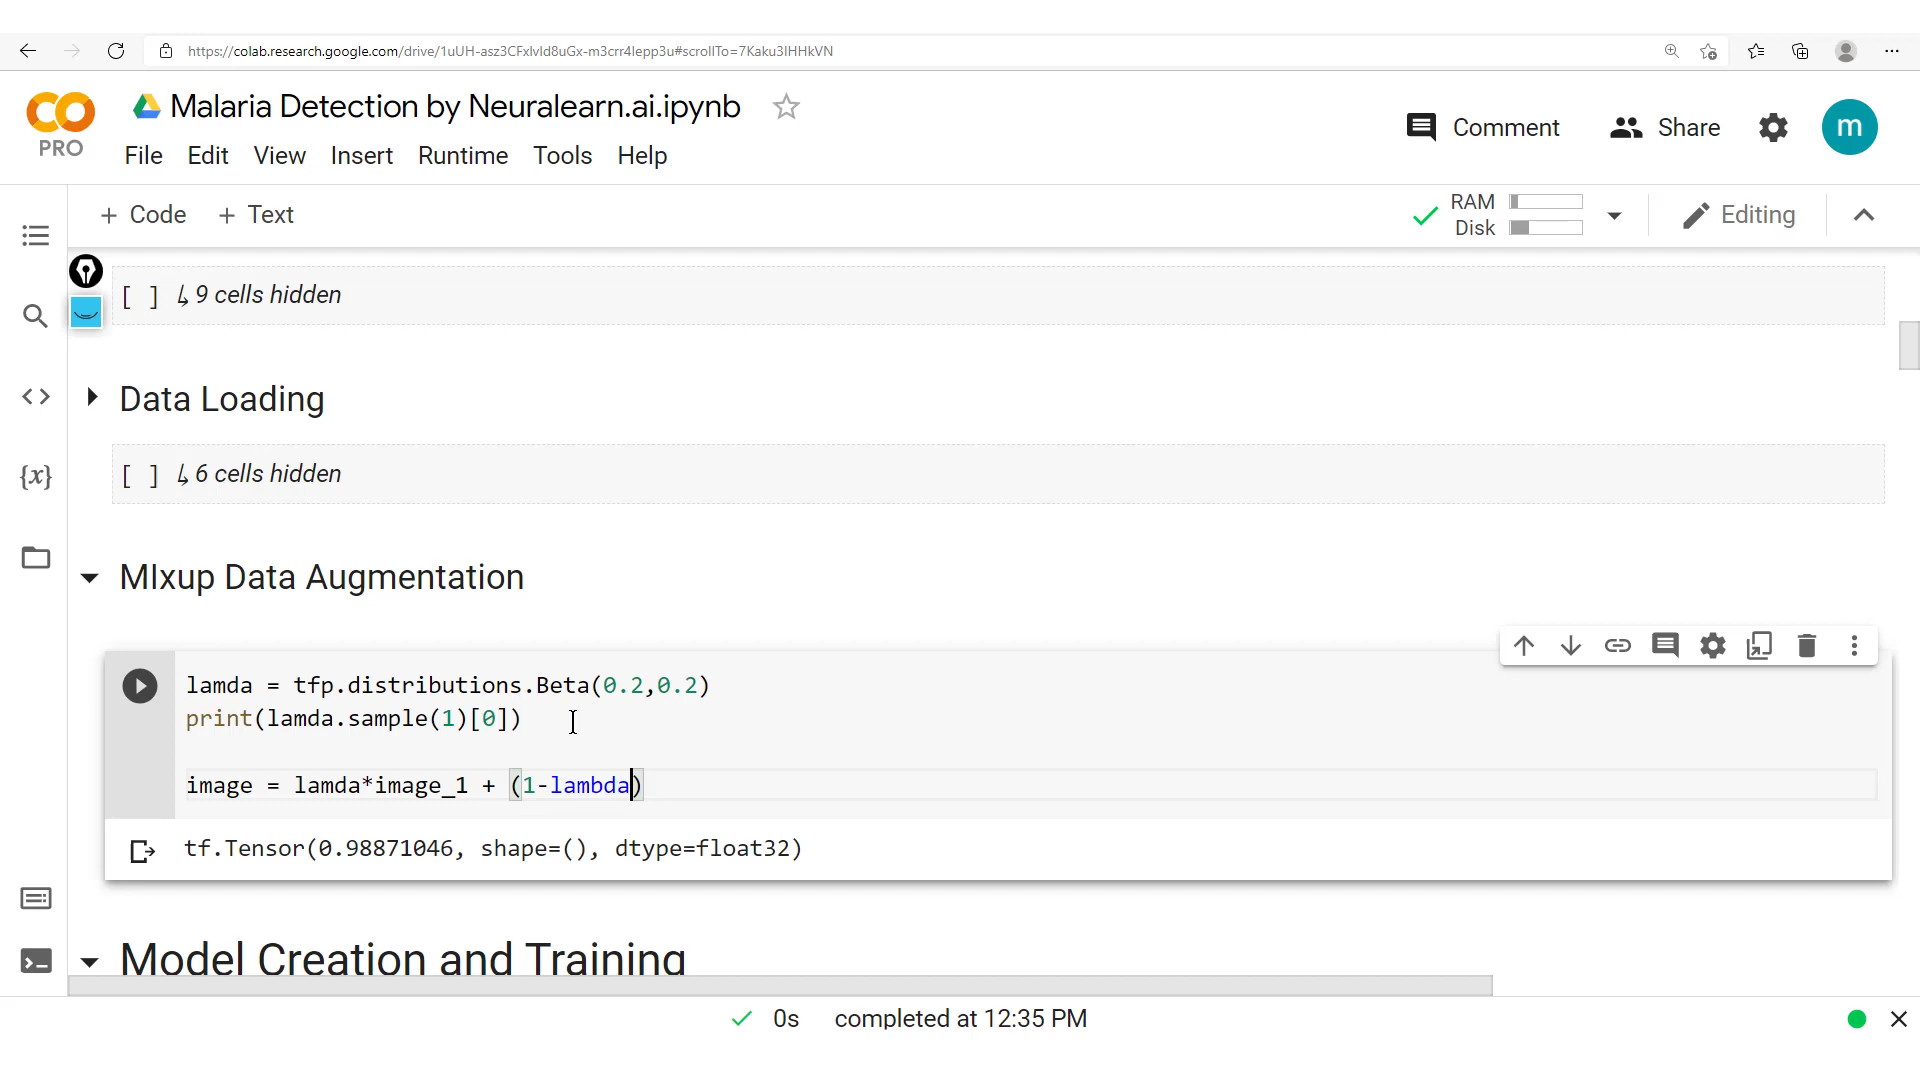 https://colab.research.google.com/drive/1uUH-asz3CFxlvld8uGx-m3crr4lepp3u#scrollTo=7Kaku3IHHkVN
CO
PRO
Malaria Detection by Neuralearn.ai.ipynb
Comment
Share
m
File Edit View Insert Runtime Tools Help
+ Code + Text
RAM
Disk
Editing
[ ] ↳ 9 cells hidden
Data Loading
[ ] ↳ 6 cells hidden
{x}
MIxup Data Augmentation
lamda = tfp.distributions.Beta(0.2,0.2)
print(lamda.sample(1)[0])
image = lamda*image_1 + (1-lambda)
tf.Tensor(0.98871046, shape=(), dtype=float32)
Model Creation and Training
0s completed at 12:35 PM